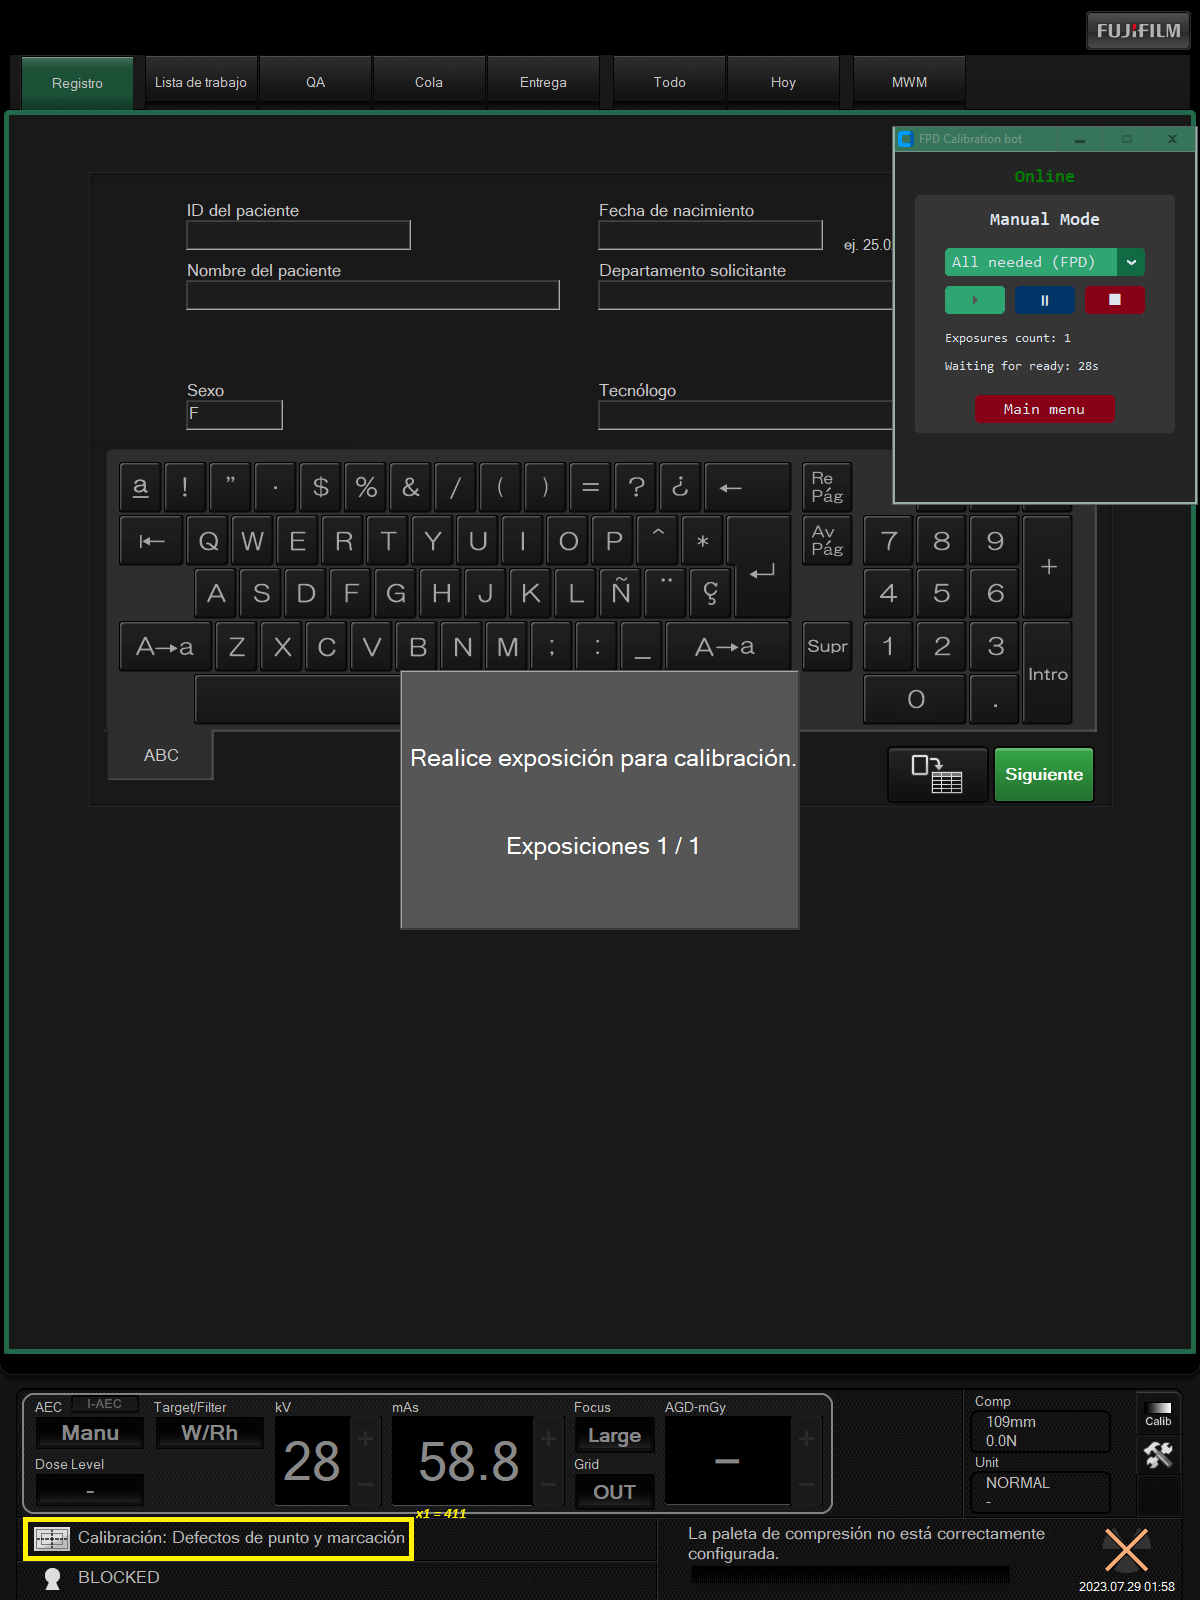 FUJIFILM
Registro
Lista de trabajo
QA
Cola
Entrega
Todo
Hoy
MWM
FPD Calibration bot
Online
Manual Mode
All needed (FPD)
Exposures count: 1
Waiting for ready: 28s
Main menu
ID del paciente
Fecha de nacimiento
ej. 25.0
Nombre del paciente
Departamento solicitante
Sexo
F
Tecnólogo
a ! " · $ % & / ( ) = ? ¿ ←
Re Pág
Q W E R T Y U I O P ^ *
Av Pág
7 8 9 +
A S D F G H J K L Ñ ¨ Ç
4 5 6
A→a Z X C V B N M ; : _ A→a
Supr
1 2 3
Intro
0 .
ABC
Siguiente
Realice exposición para calibración.
Exposiciones 1 / 1
AEC I-AEC
Manu
Target/Filter
W/Rh
kV
28
mAs
58.8
Focus
Large
AGD-mGy
–
Dose Level
-
Grid
OUT
Comp
109mm
0.0N
Unit
NORMAL
-
Calib
x1 = 411
Calibración: Defectos de punto y marcación
BLOCKED
La paleta de compresión no está correctamente
configurada.
2023.07.29 01:58